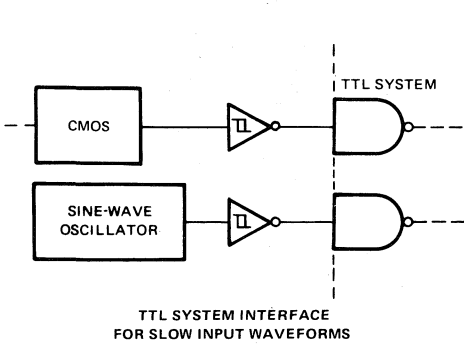 TTL SYSTEM
CMOS
SINE-WAVE
OSCILLATOR
TTL SYSTEM INTERFACE
FOR SLOW INPUT WAVEFORMS